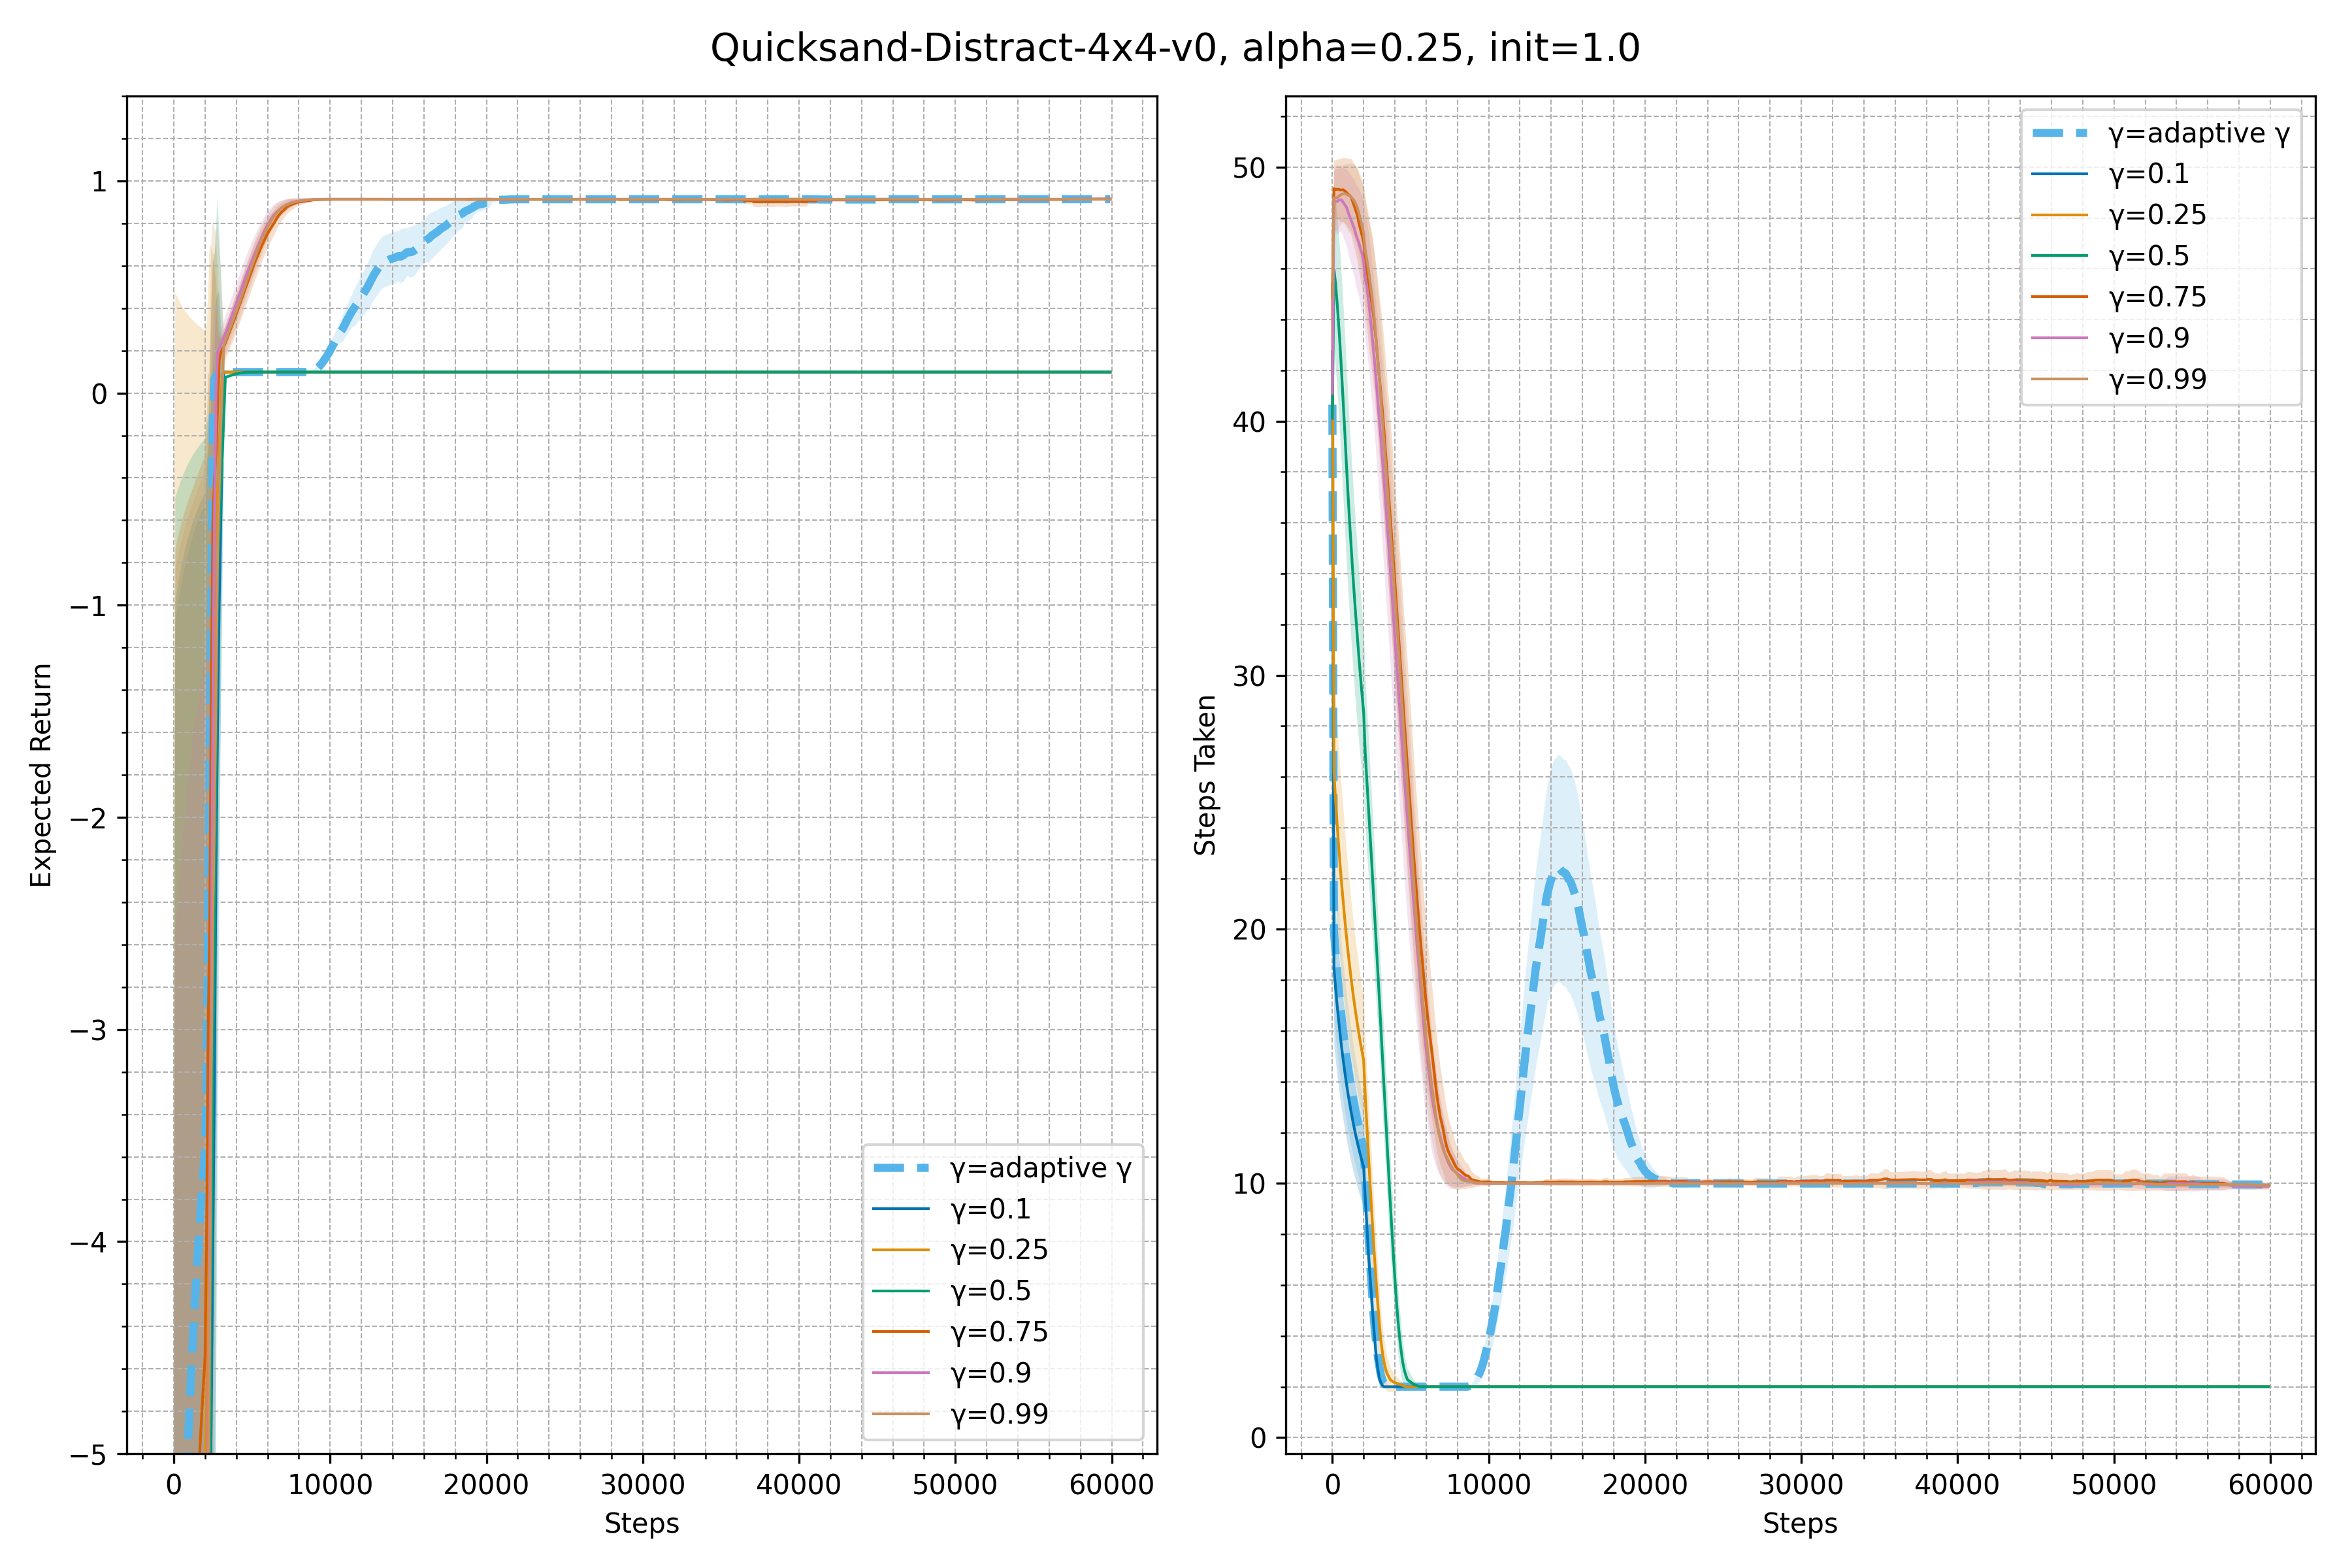 Quicksand-Distract-4x4-v0, alpha=0.25, init=1.0
Expected Return
1
0
−1
−2
−3
−4
−5
0
10000
20000
30000
40000
50000
60000
Steps
γ=adaptive γ
γ=0.1
γ=0.25
γ=0.5
γ=0.75
γ=0.9
γ=0.99
Steps Taken
50
40
30
20
10
0
0
10000
20000
30000
40000
50000
60000
Steps
γ=adaptive γ
γ=0.1
γ=0.25
γ=0.5
γ=0.75
γ=0.9
γ=0.99